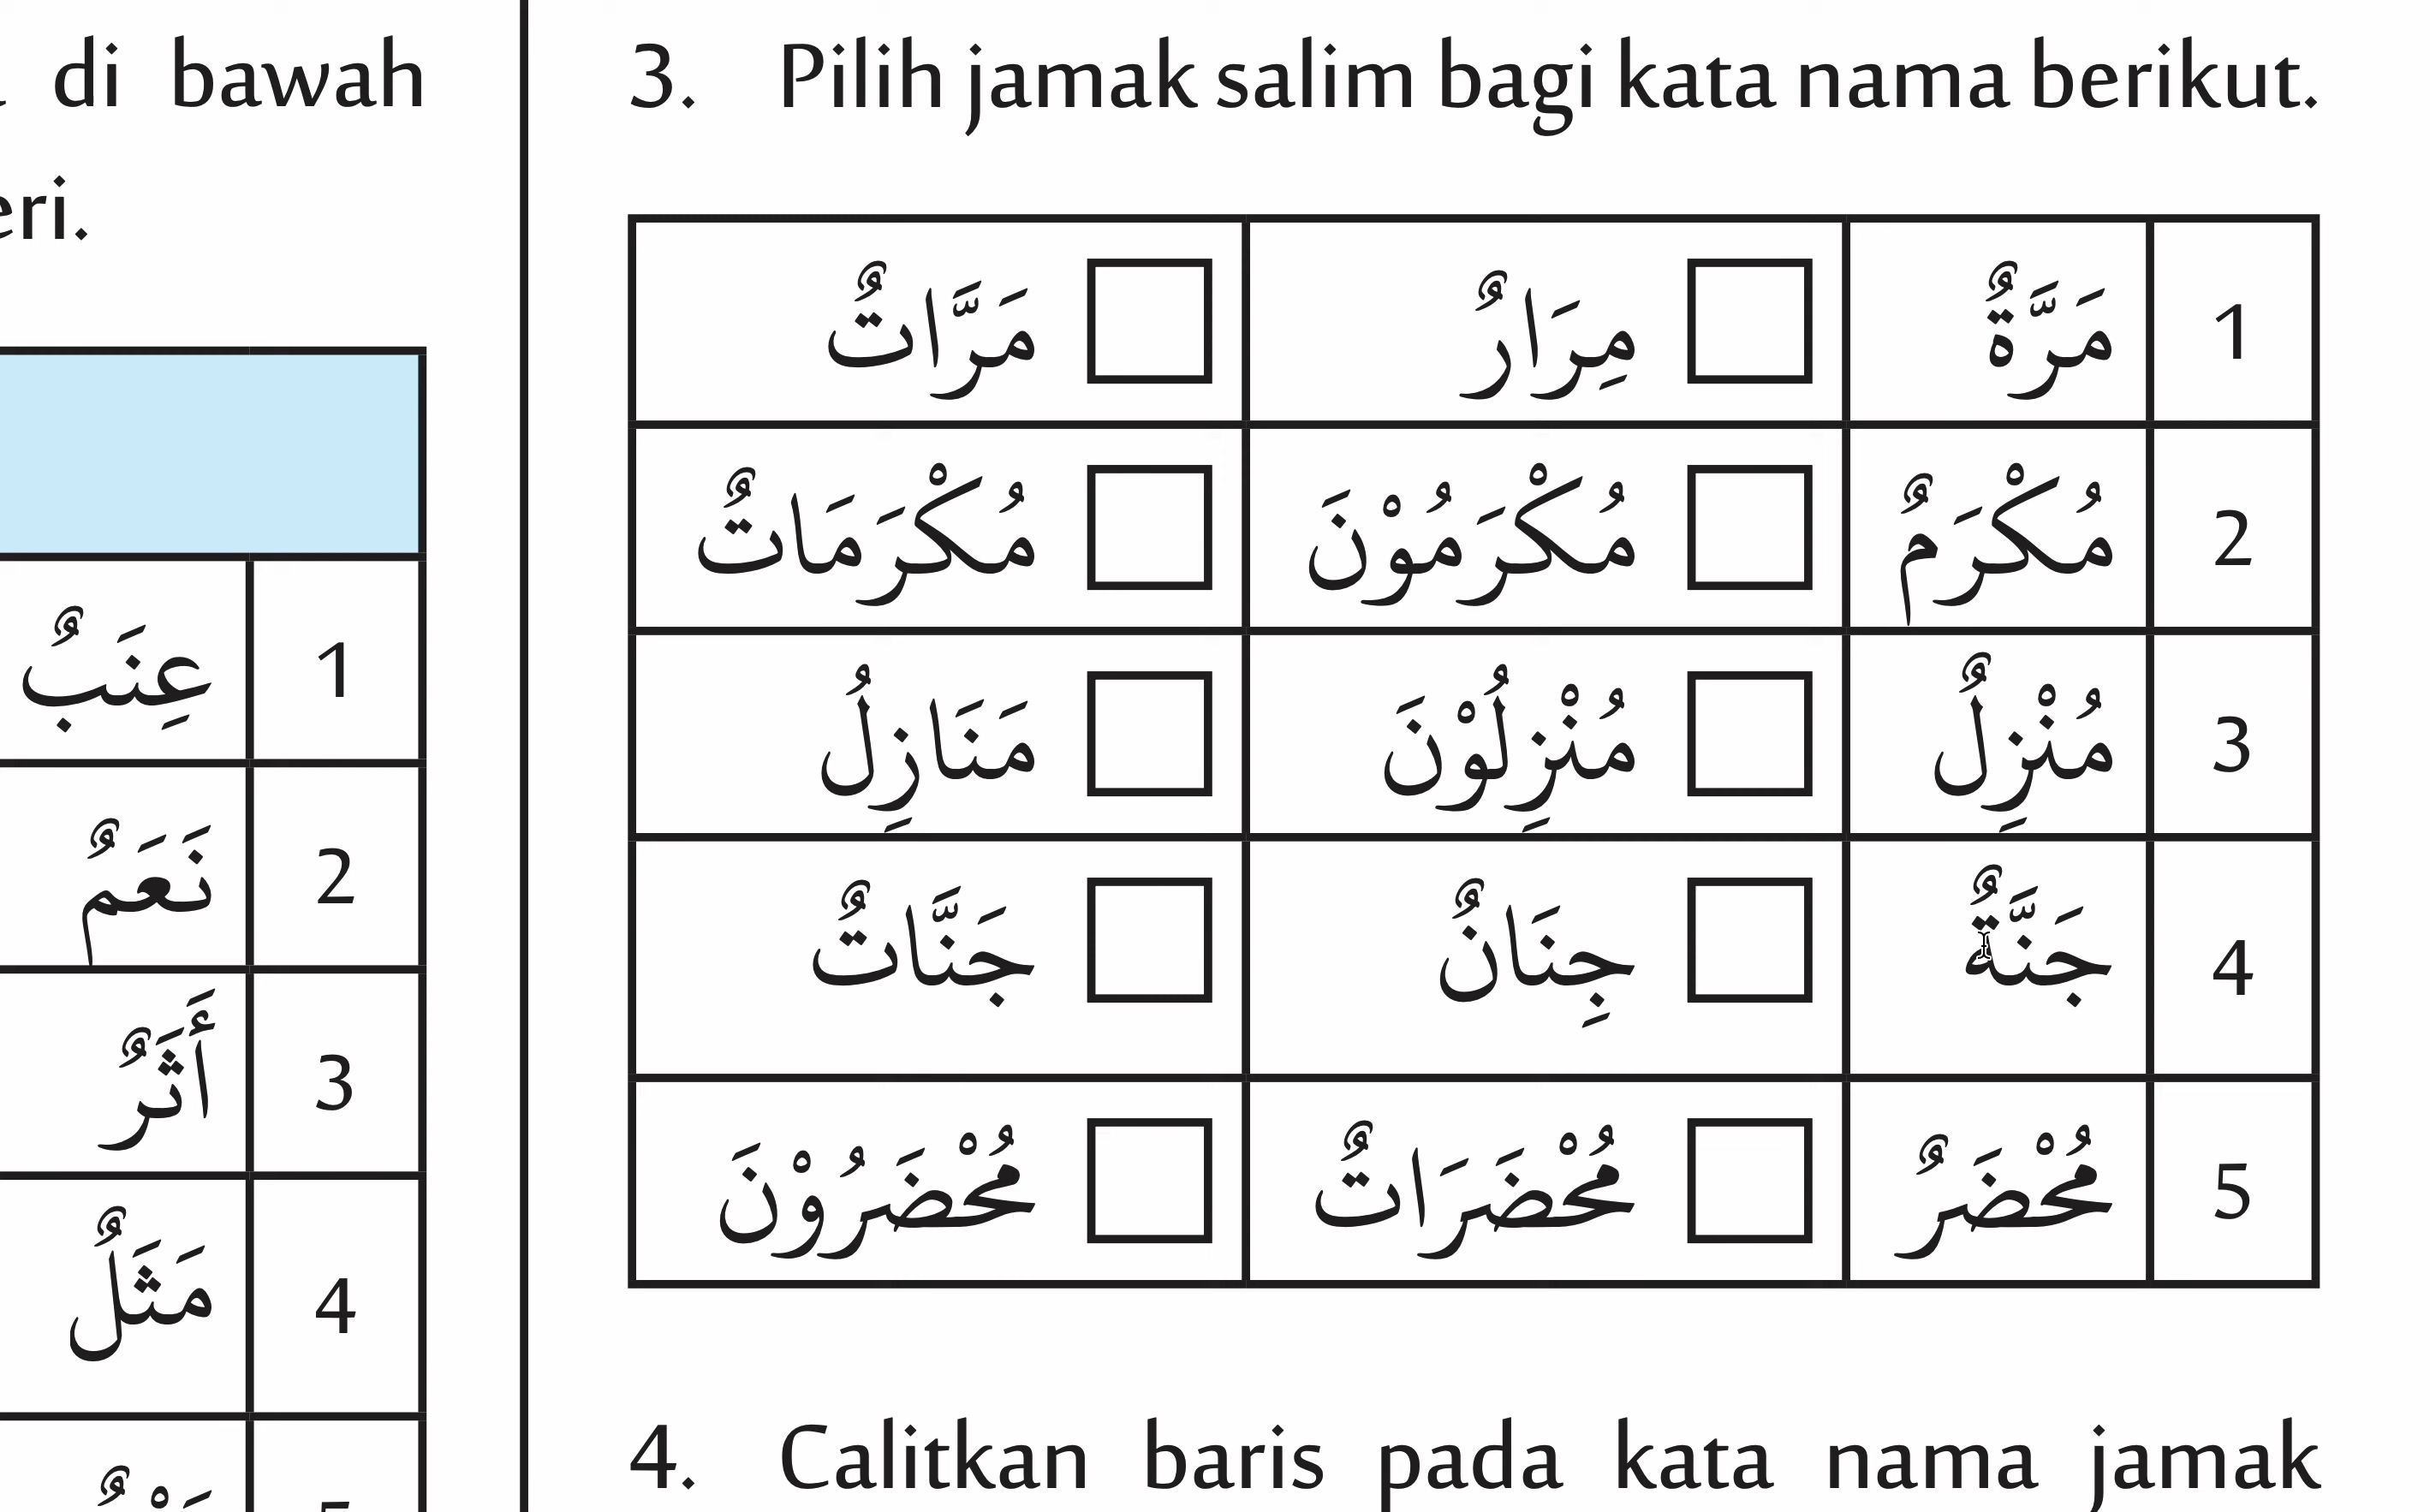 di bawah
eri.
1 عِنَبٌ
2 نَعَمٌ
3 أَثَرٌ
4 مَثَلٌ
3. Pilih jamak salim bagi kata nama berikut.
1 مَرَّةٌ مِرَارٌ مَرَّاتٌ
2 مُكْرَمٌ مُكْرَمُوْنَ مُكْرَمَاتٌ
3 مُنْزِلٌ مُنْزِلُوْنَ مَنَازِلُ
4 جَنَّةٌ جِنَانٌ جَنَّاتٌ
5 مُحْضَرٌ مُحْضَرَاتٌ مُحْضَرُوْنَ
4. Calitkan baris pada kata nama jamak